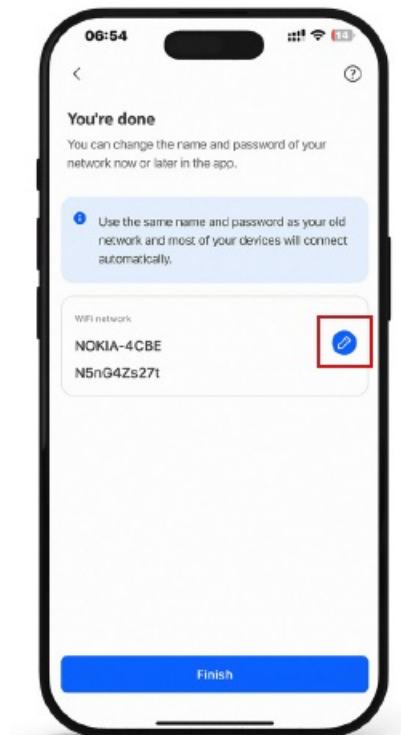 06:54
14
You're done
You can change the name and password of your
network now or later in the app.
Use the same name and password as your old
network and most of your devices will connect
automatically.
WiFi network
NOKIA-4CBE
N5nG4Zs27t
Finish